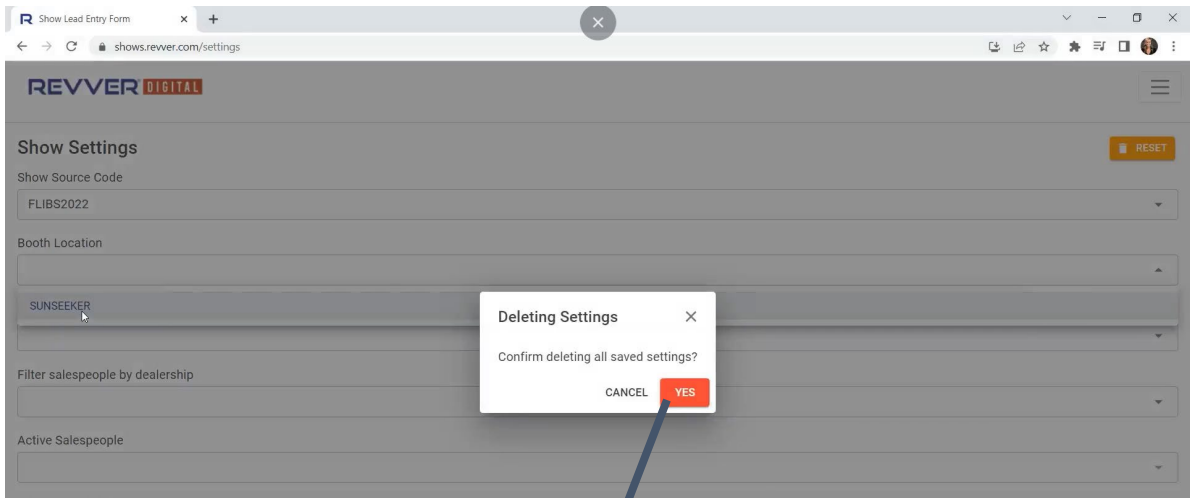 Show Lead Entry Form
shows.revver.com/settings
REVVER DIGITAL
Show Settings
RESET
Show Source Code
FLIBS2022
Booth Location
SUNSEEKER
Deleting Settings
Confirm deleting all saved settings?
CANCEL YES
Filter salespeople by dealership
Active Salespeople